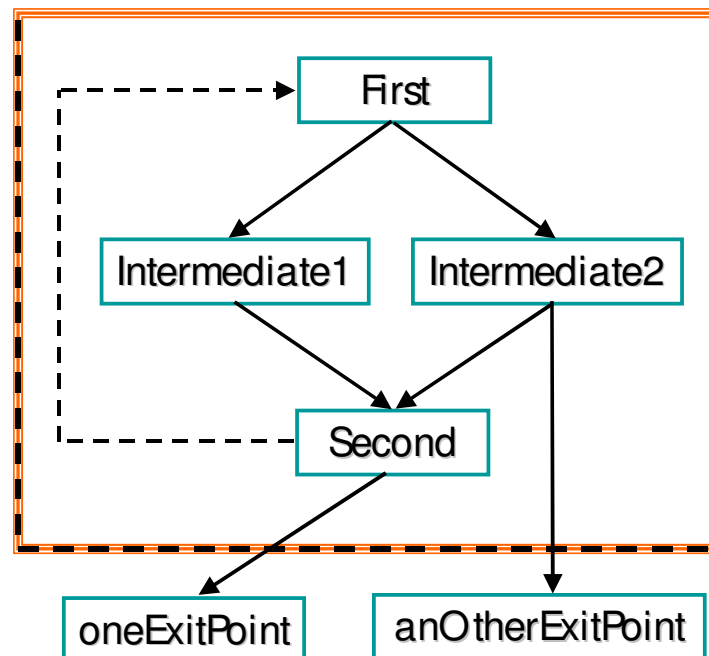 First
Intermediate1
Intermediate2
Second
oneExitPoint
anOtherExitPoint